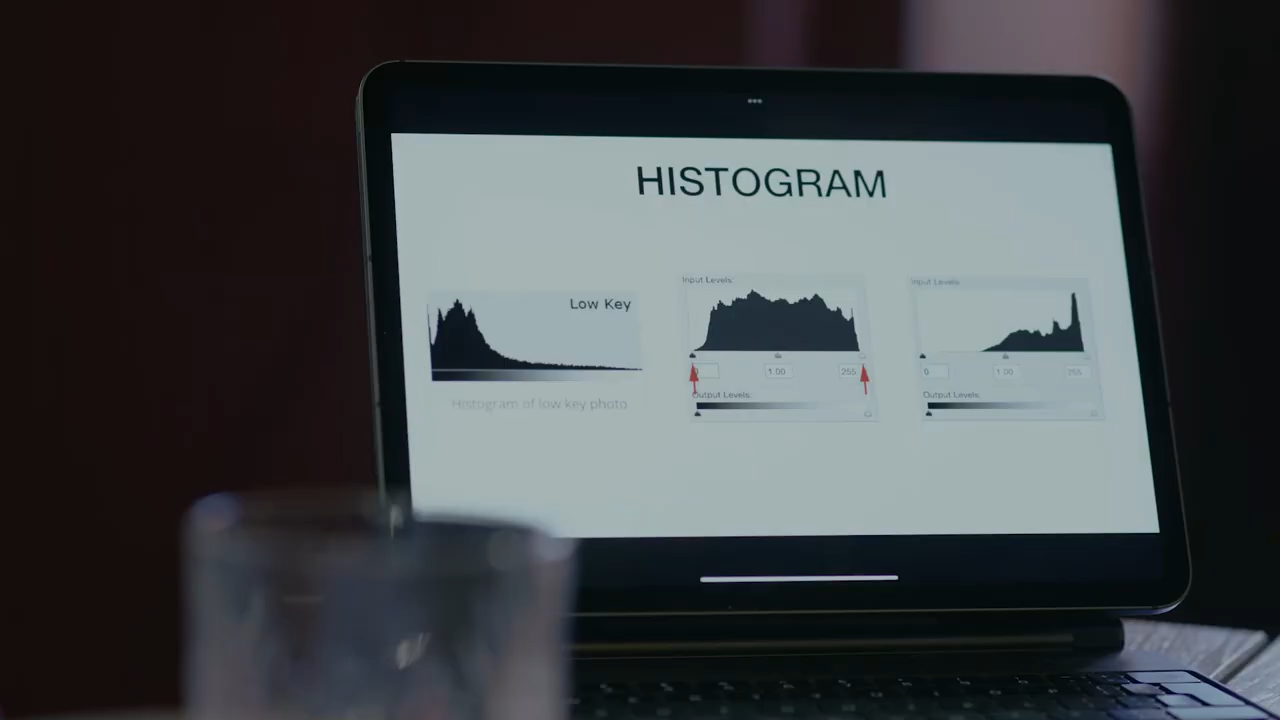 HISTOGRAM
Low Key
Histogram of low key photo
Input Levels:
0 1.00 255
Output Levels:
Input Levels:
0 1.00 255
Output Levels: